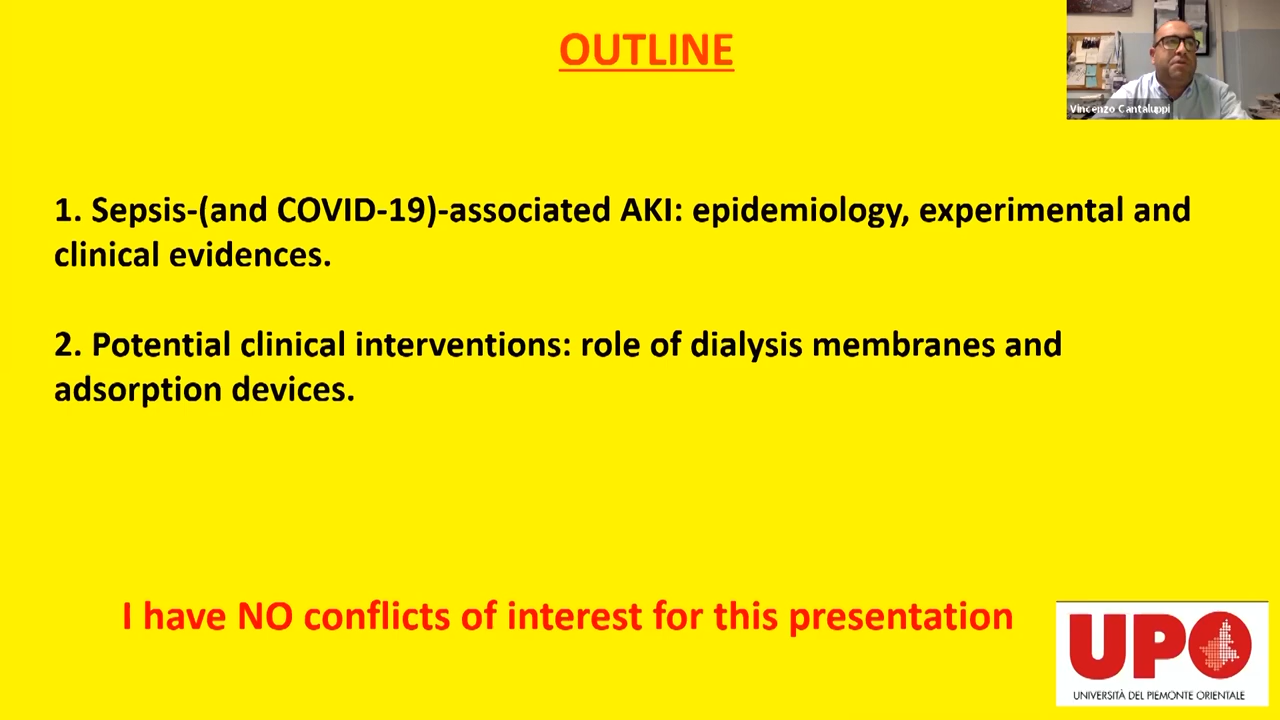 OUTLINE
Vincenzo Cantaluppi
1. Sepsis-(and COVID-19)-associated AKI: epidemiology, experimental and
clinical evidences.
2. Potential clinical interventions: role of dialysis membranes and
adsorption devices.
I have NO conflicts of interest for this presentation
UPO
UNIVERSITÀ DEL PIEMONTE ORIENTALE